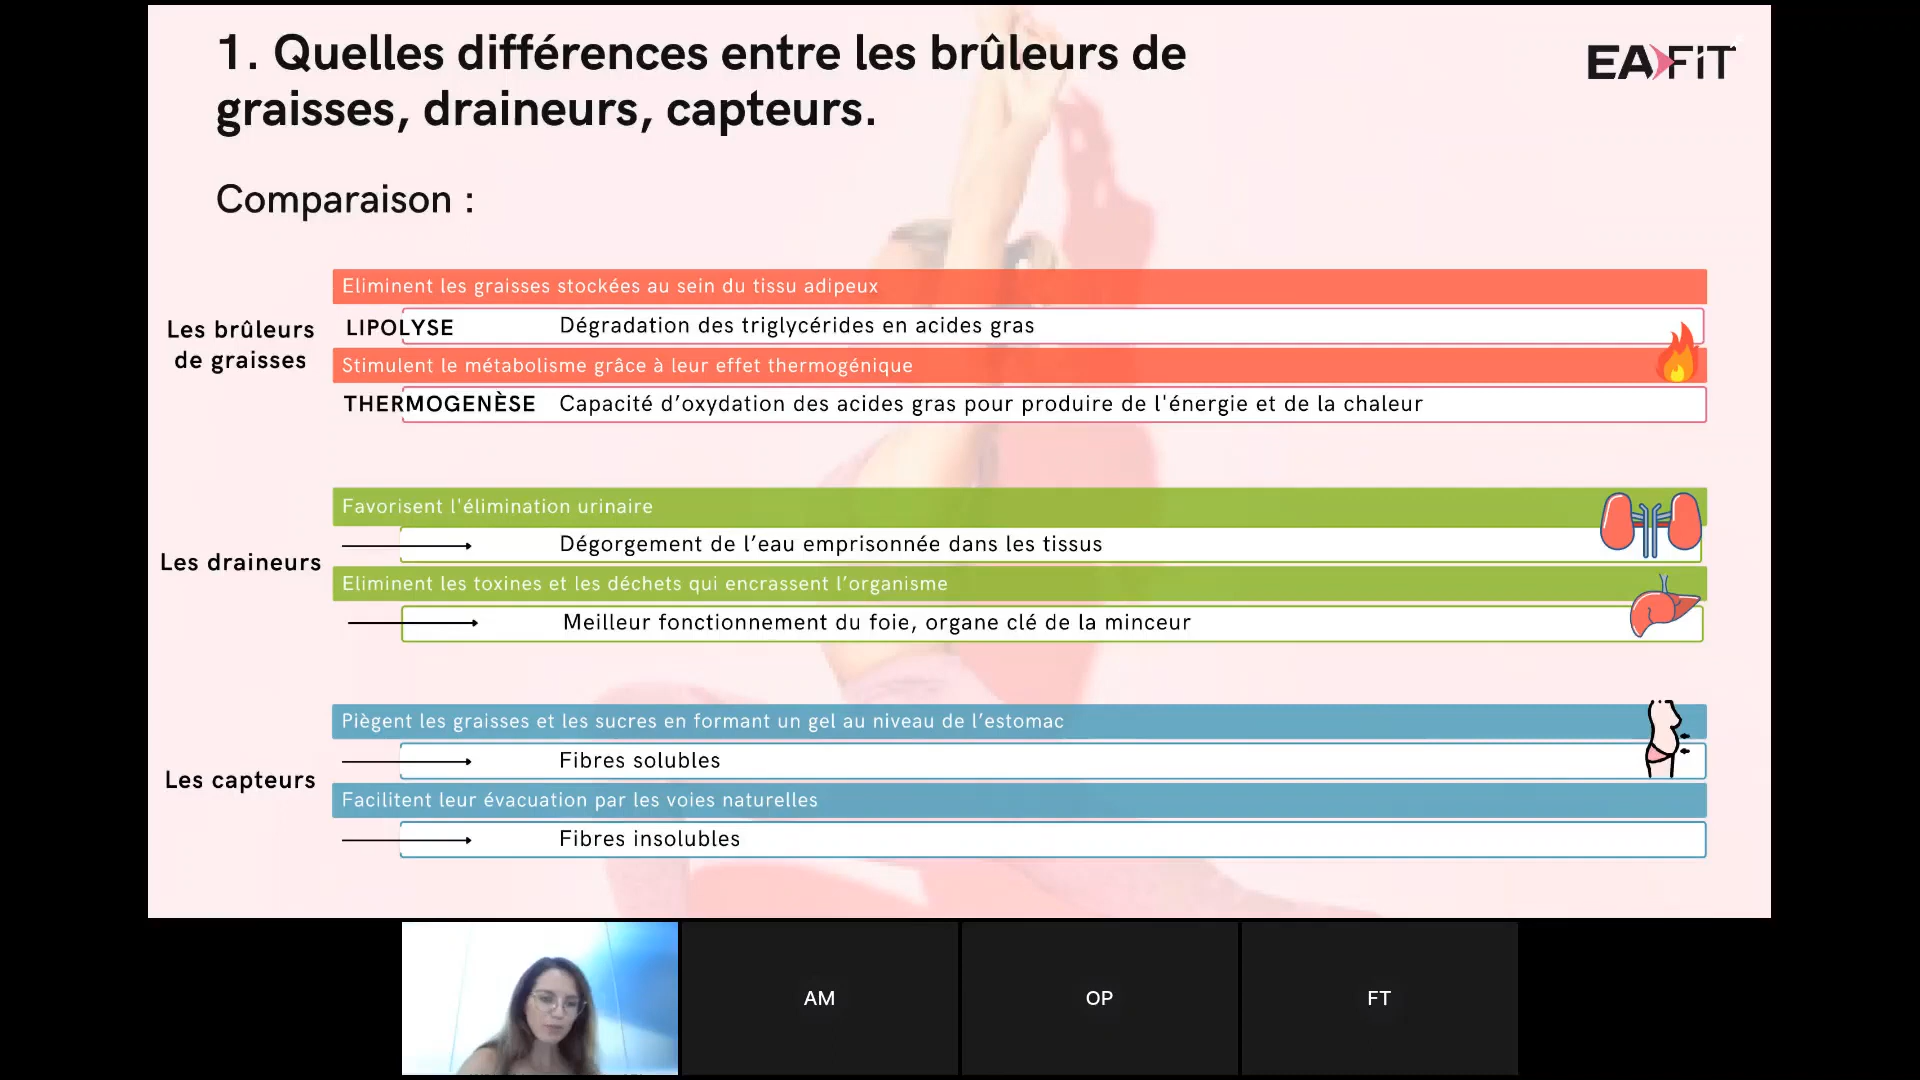 1. Quelles différences entre les brûleurs de
graisses, draineurs, capteurs.
EAFIT
Comparaison :
Les brûleurs
de graisses
Eliminent les graisses stockées au sein du tissu adipeux
LIPOLYSE Dégradation des triglycérides en acides gras
Stimulent le métabolisme grâce à leur effet thermogénique
THERMOGENÈSE Capacité d’oxydation des acides gras pour produire de l'énergie et de la chaleur
Les draineurs
Favorisent l'élimination urinaire
Dégorgement de l’eau emprisonnée dans les tissus
Eliminent les toxines et les déchets qui encrassent l’organisme
Meilleur fonctionnement du foie, organe clé de la minceur
Les capteurs
Piègent les graisses et les sucres en formant un gel au niveau de l’estomac
Fibres solubles
Facilitent leur évacuation par les voies naturelles
Fibres insolubles
AM
OP
FT